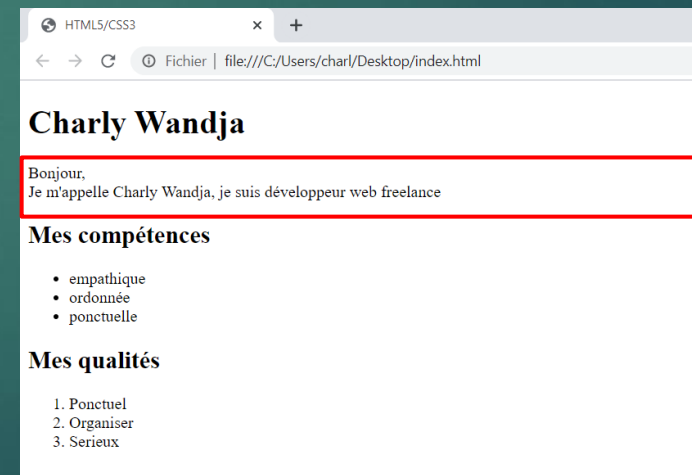 HTML5/CSS3
Fichier | file:///C:/Users/charl/Desktop/index.html
Charly Wandja
Bonjour,
Je m'appelle Charly Wandja, je suis développeur web freelance
Mes compétences
• empathique
• ordonnée
• ponctuelle
Mes qualités
1. Ponctuel
2. Organiser
3. Serieux